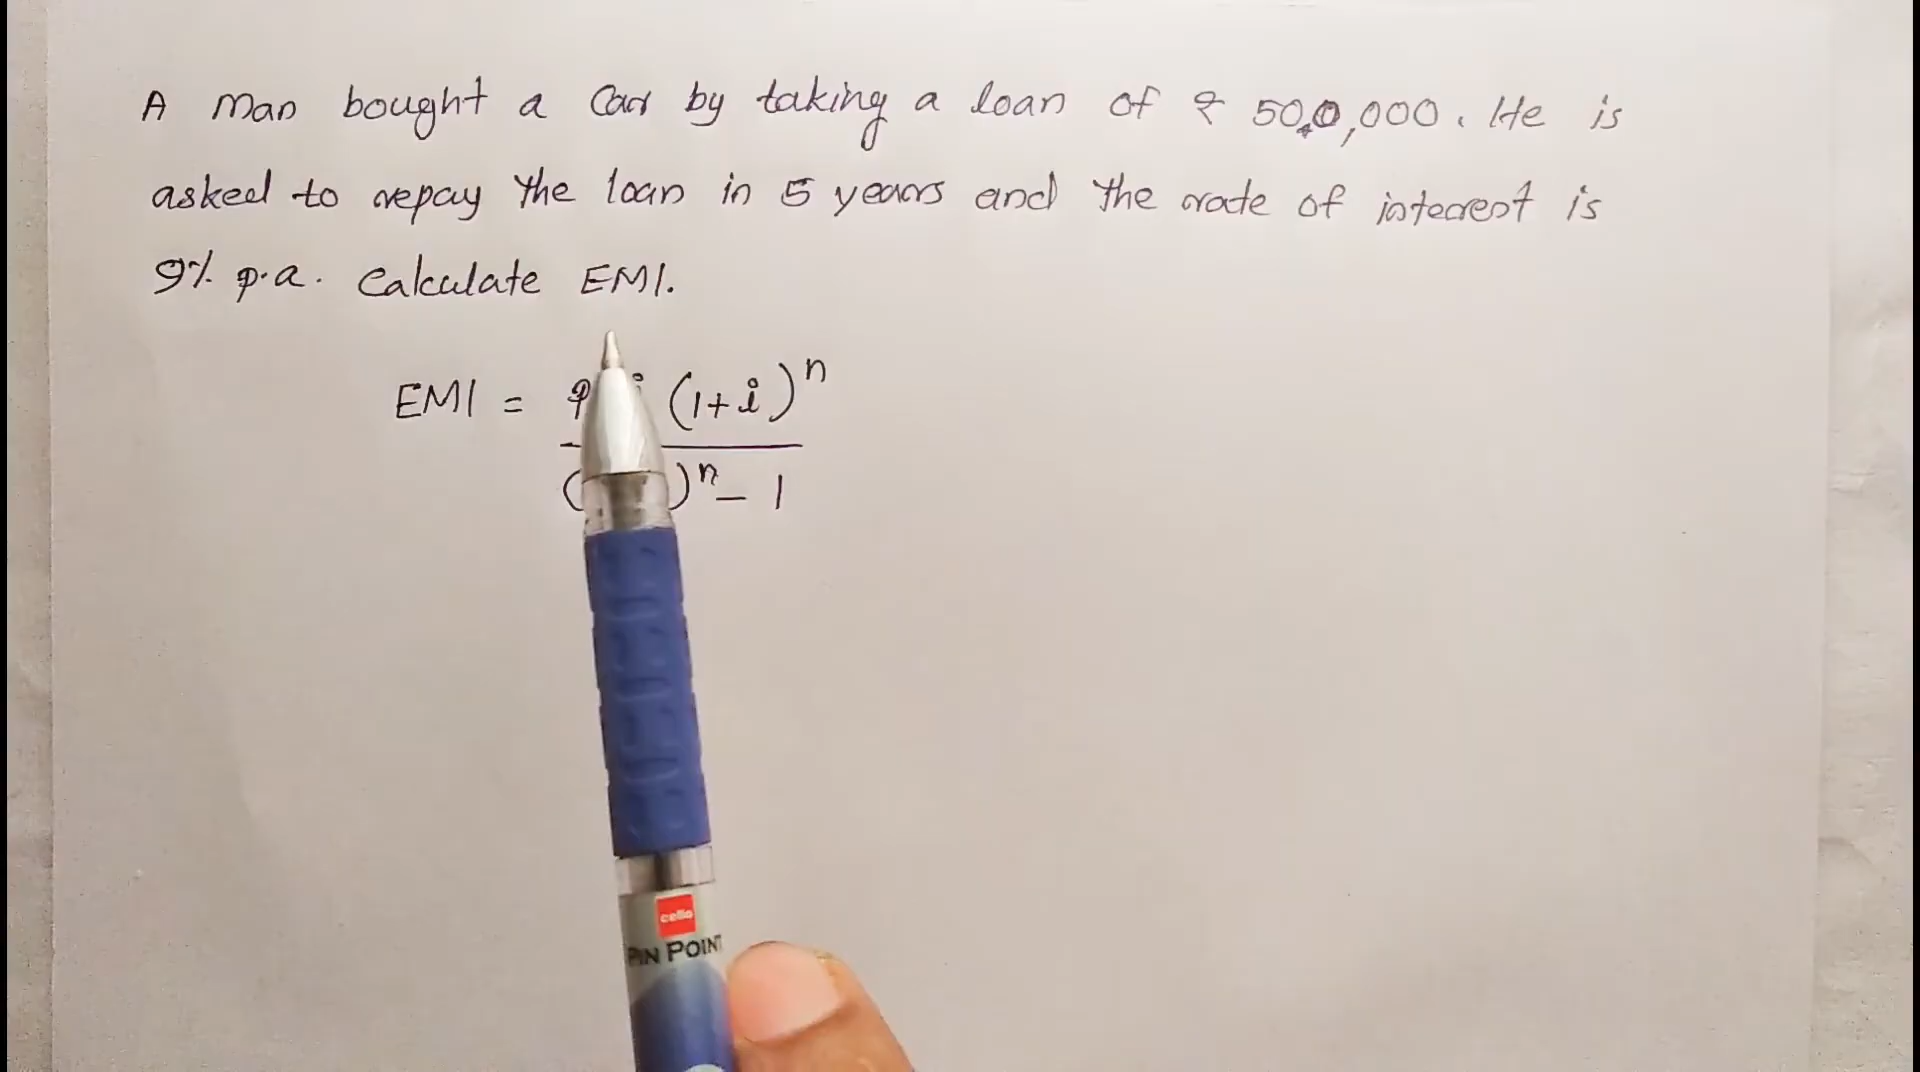 A man bought a car by taking a loan of ₹ 500,000. He is
asked to repay the loan in 5 years and the rate of interest is
9% p.a. Calculate EMI.
EMI = P i (1+i)^n
( )^n - 1
cello
PIN POINT